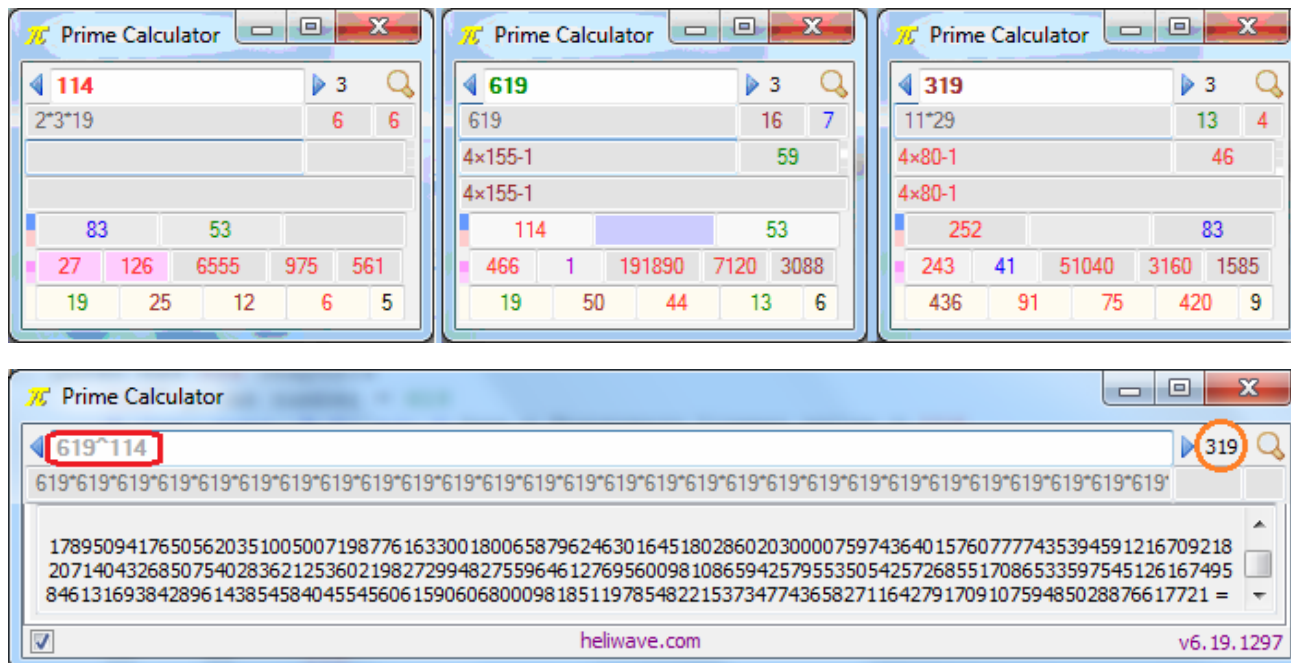 Prime Calculator
114 3
2*3*19 6 6
83 53
27 126 6555 975 561
19 25 12 6 5
Prime Calculator
619 3
619 16 7
4×155-1 59
4×155-1
114 53
466 1 191890 7120 3088
19 50 44 13 6
Prime Calculator
319 3
11*29 13 4
4×80-1 46
4×80-1
252 83
243 41 51040 3160 1585
436 91 75 420 9
Prime Calculator
619^114 319
619*619*619*619*619*619*619*619*619*619*619*619*619*619*619*619*619*619*619*619*619*619*619*619*619*619*619*619*
17895094176505620351005007198776163300180065879624630164518028602030000759743640157607777435394591216709218
20714043268507540283621253602198272994827559646127695600981086594257955350542572685517086533597545126167495
846131693842896143854584045545606159060680009818511978548221537347743658271164279170910759485028876617721 =
heliwave.com v6.19.1297